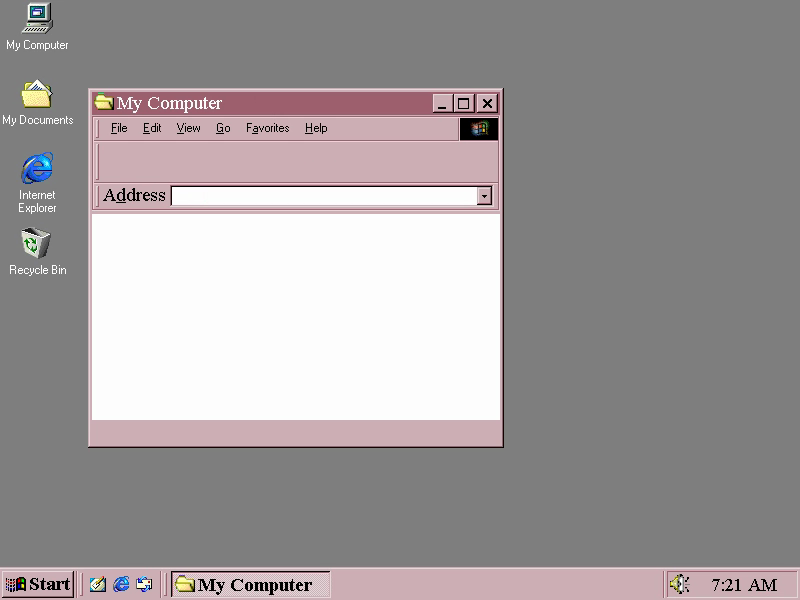 My Computer
My Documents
Internet
Explorer
Recycle Bin
My Computer
File Edit View Go Favorites Help
Address
Start My Computer 7:21 AM